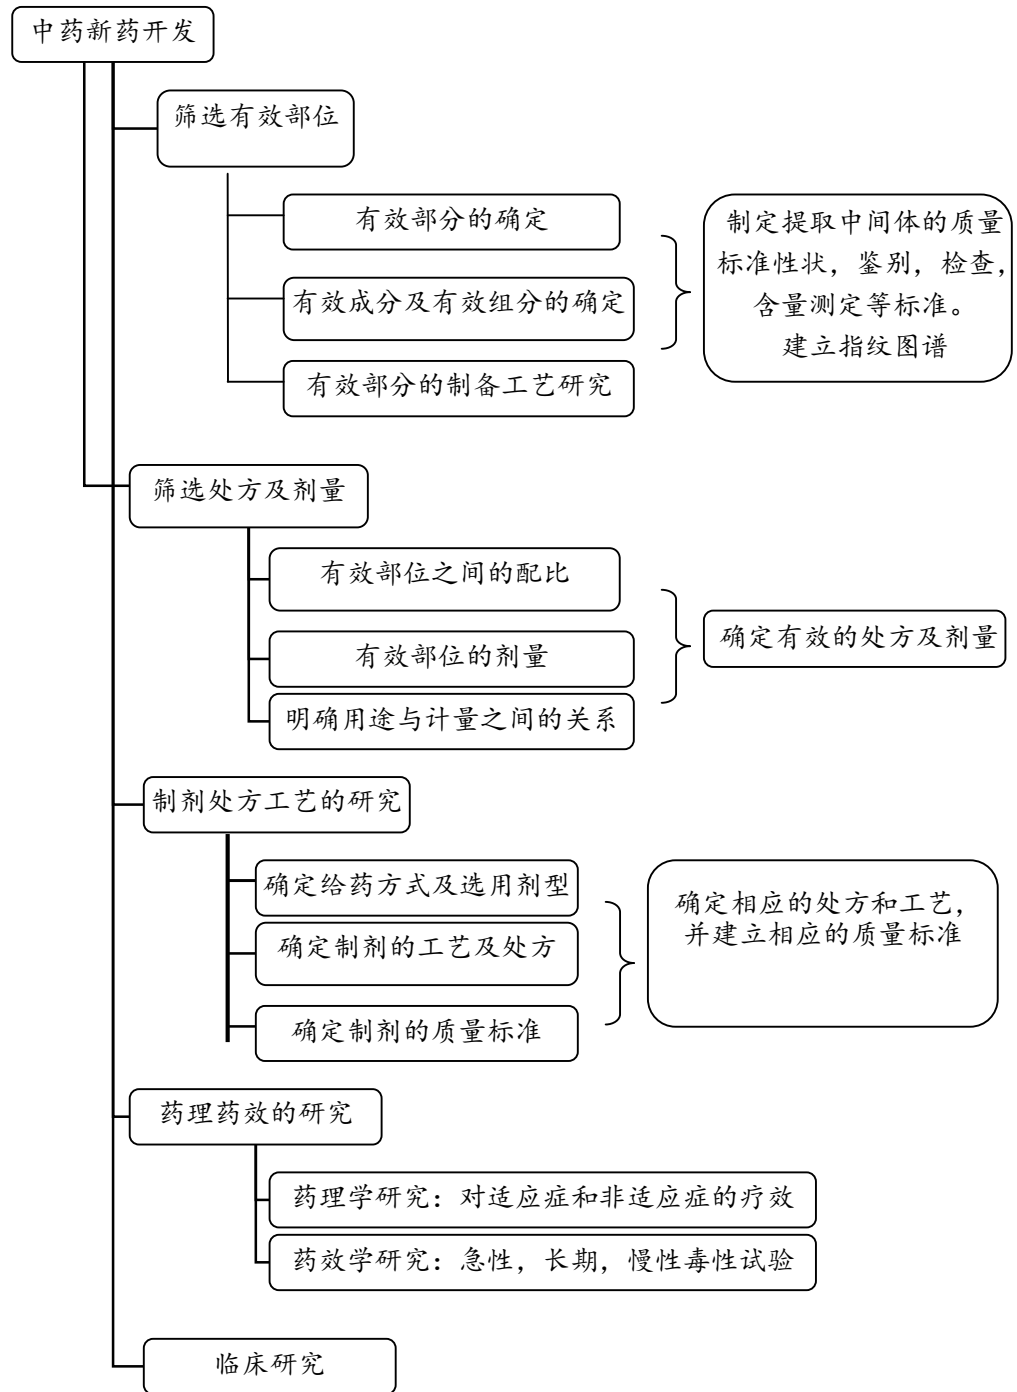 中药新药开发
筛选有效部位
有效部分的确定
有效成分及有效组分的确定
有效部分的制备工艺研究
制定提取中间体的质量
标准性状，鉴别，检查，
含量测定等标准。
建立指纹图谱
筛选处方及剂量
有效部位之间的配比
有效部位的剂量
明确用途与计量之间的关系
确定有效的处方及剂量
制剂处方工艺的研究
确定给药方式及选用剂型
确定制剂的工艺及处方
确定制剂的质量标准
确定相应的处方和工艺，
并建立相应的质量标准
药理药效的研究
药理学研究：对适应症和非适应症的疗效
药效学研究：急性，长期，慢性毒性试验
临床研究